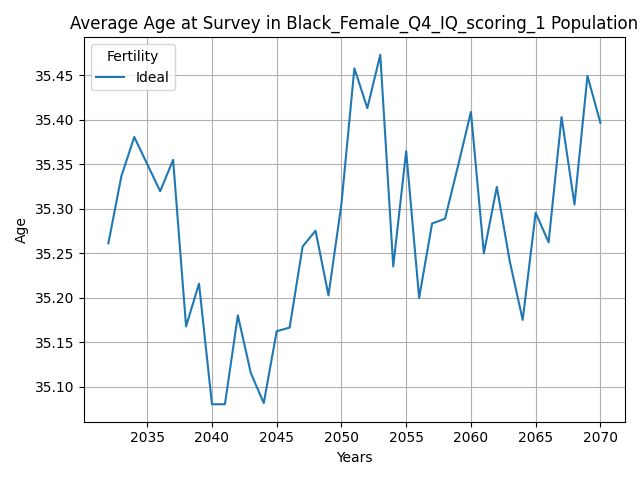 Average Age at Survey in Black_Female_Q4_IQ_scoring_1 Population
Fertility
Ideal
35.45
35.40
35.35
35.30
35.25
35.20
35.15
35.10
Age
2035 2040 2045 2050 2055 2060 2065 2070
Years